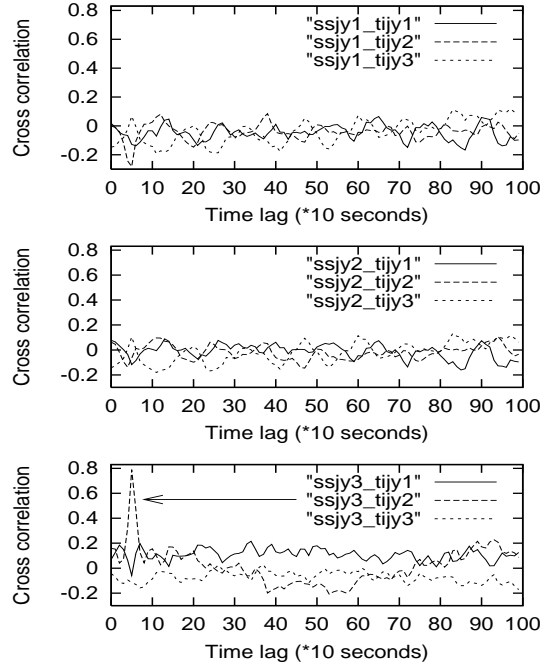 Cross correlation
0.8
0.6
0.4
0.2
0
-0.2
"ssjy1_tijy1"
"ssjy1_tijy2"
"ssjy1_tijy3"
0 10 20 30 40 50 60 70 80 90 100
Time lag (*10 seconds)
Cross correlation
0.8
0.6
0.4
0.2
0
-0.2
"ssjy2_tijy1"
"ssjy2_tijy2"
"ssjy2_tijy3"
0 10 20 30 40 50 60 70 80 90 100
Time lag (*10 seconds)
Cross correlation
0.8
0.6
0.4
0.2
0
-0.2
"ssjy3_tijy1"
"ssjy3_tijy2"
"ssjy3_tijy3"
0 10 20 30 40 50 60 70 80 90 100
Time lag (*10 seconds)